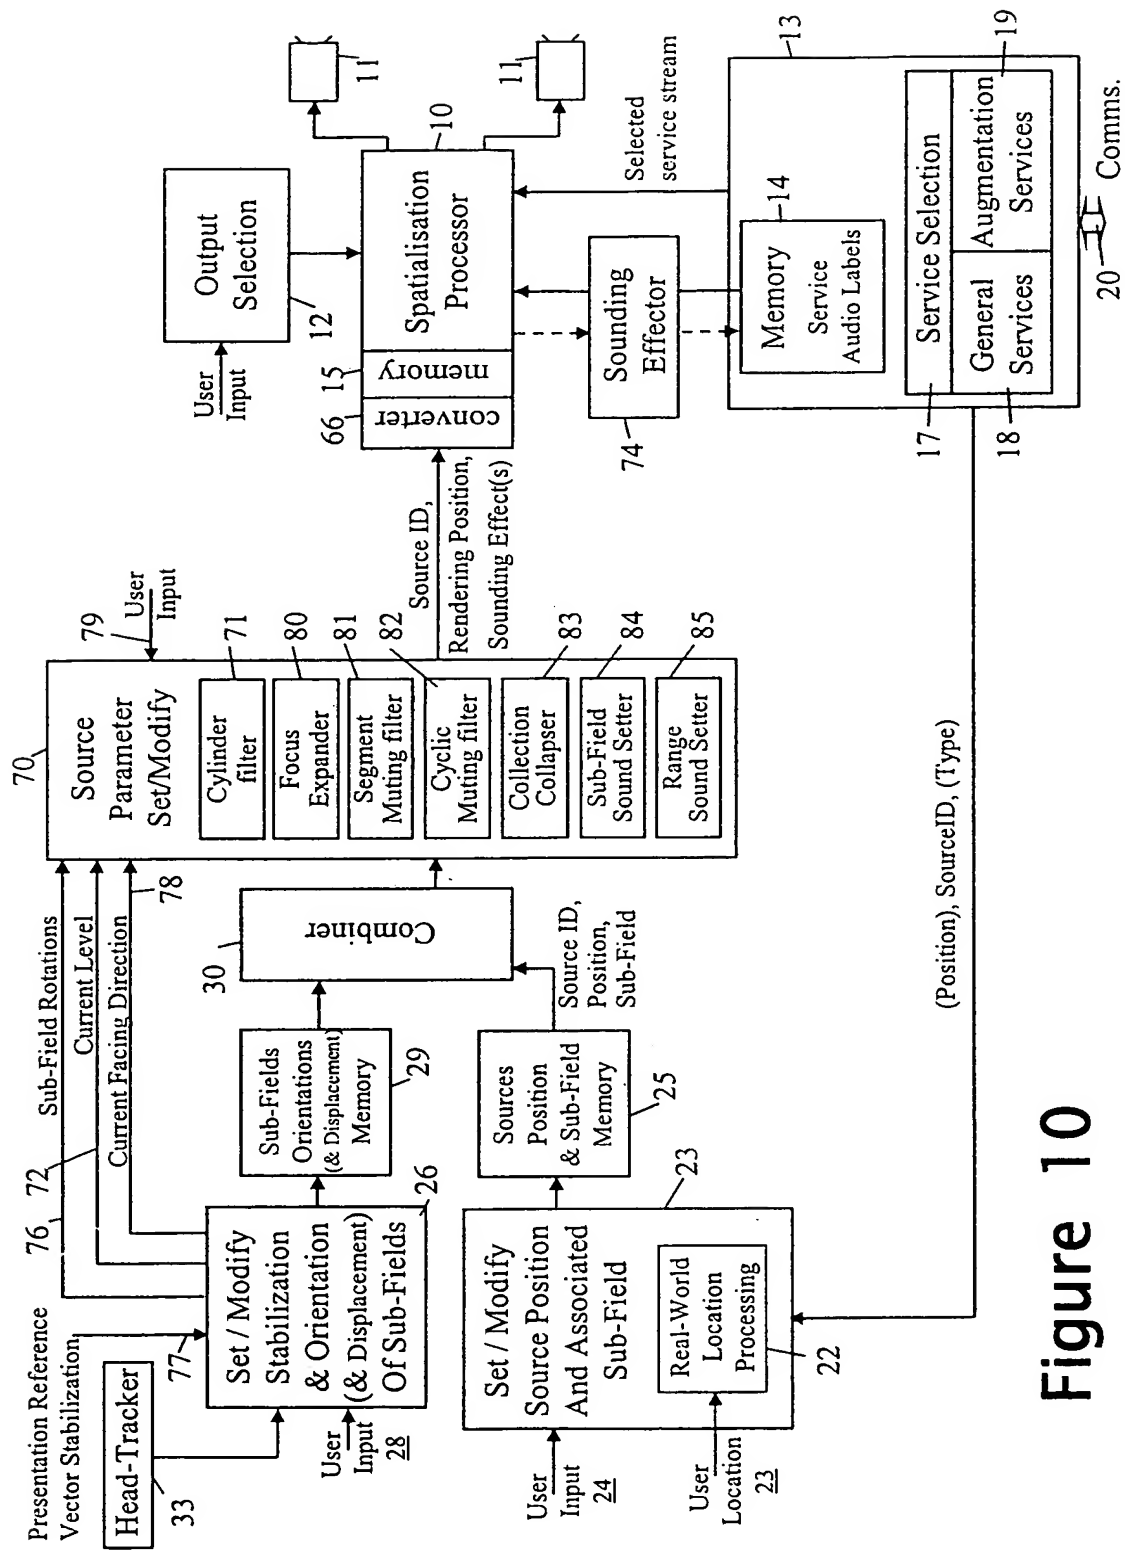 Presentation Reference
Vector Stabilization
Head-Tracker
33
77
76
72
Sub-Field Rotations
Current Level
Current Facing Direction
78
Set / Modify
Stabilization
& Orientation
(& Displacement)
Of Sub-Fields
26
User
Input
28
Sub-Fields
Orientations
(& Displacement)
Memory
29
Set / Modify
Source Position
And Associated
Sub-Field
23
Real-World
Location
Processing
22
User
Input
24
User
Location
23
Sources
Position
& Sub-Field
Memory
25
Source ID,
Position,
Sub-Field
30
Combiner
70
Source
Parameter
Set/Modify
79
User
Input
Cylinder
filter
71
Focus
Expander
80
Segment
Muting filter
81
Cyclic
Muting filter
82
Collection
Collapser
83
Sub-Field
Sound Setter
84
Range
Sound Setter
85
Source ID,
Rendering Position,
Sounding Effect(s)
User
Input
Output
Selection
12
66
converter
15
memory
Spatialisation
Processor
10
11
11
Sounding
Effector
74
Selected
service stream
13
Memory
Service
Audio Labels
14
Service Selection
17
General
Services
18
Augmentation
Services
19
20
Comms.
(Position), SourceID, (Type)
Figure 10